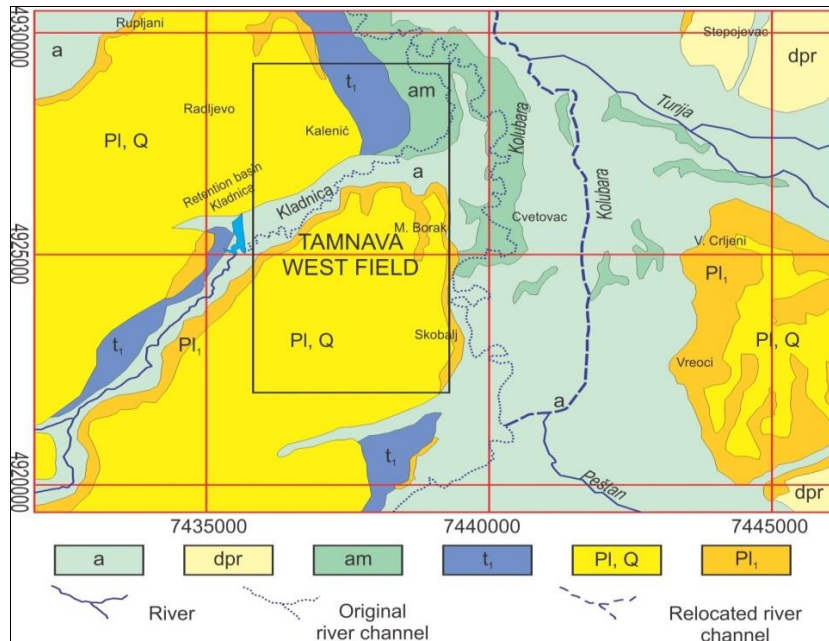 4930000
4925000
4920000
Rupljani
a
Stepojevac
dpr
t₁
am
Radljevo
Pl, Q
Kalenić
Turija
Kolubara
Kolubara
a
Retention basin
Kladnica
Kladnica
M. Borak
Cvetovac
V. Crljeni
TAMNAVA
WEST FIELD
Pl₁
Pl, Q
t₁
Pl₁
Pl, Q
Skobalj
Vreoci
a
t₁
Peštan
dpr
7435000
7440000
7445000
a
dpr
am
t₁
Pl, Q
Pl₁
River
Original
river channel
Relocated river
channel